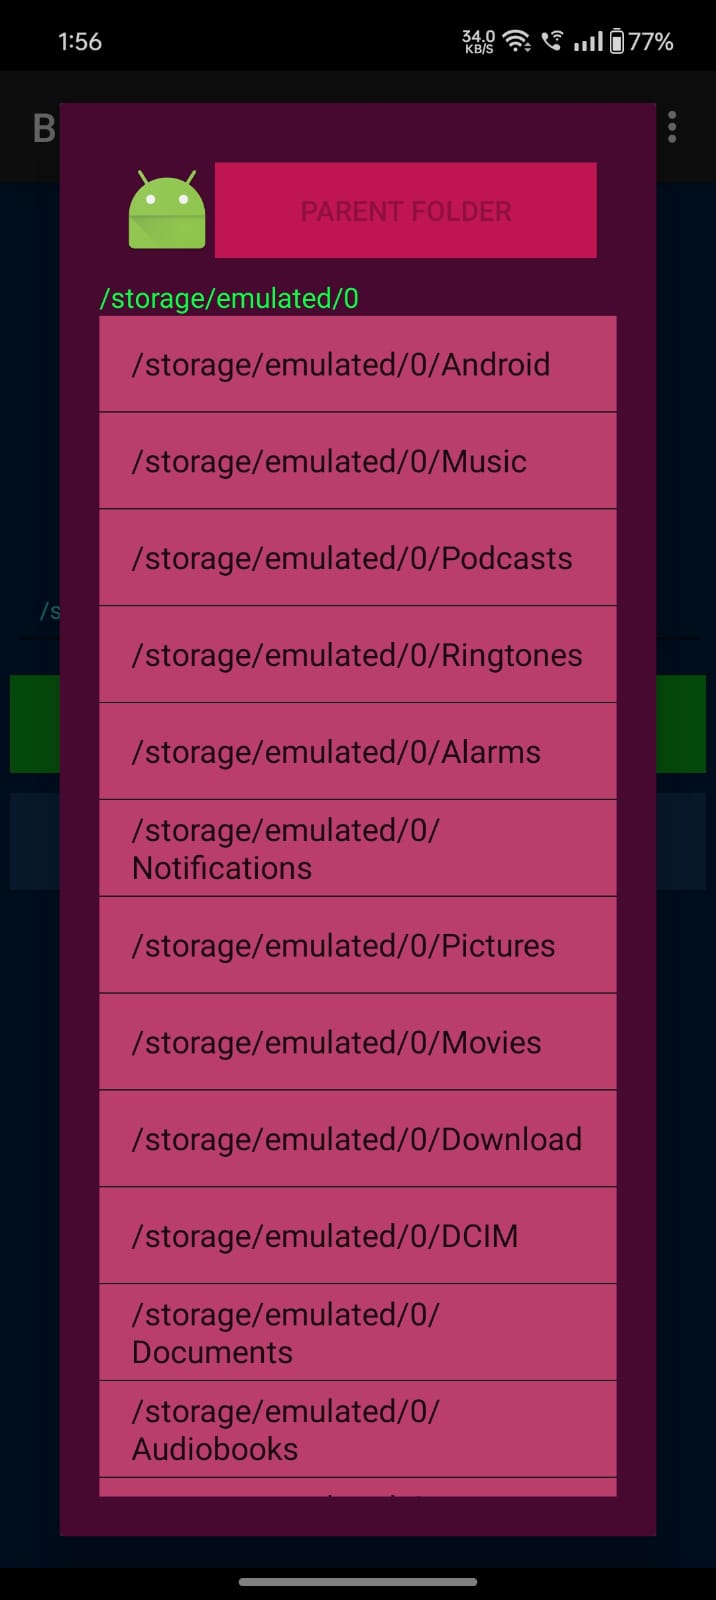 1:56
34.0
KB/S
77%
B
PARENT FOLDER
/storage/emulated/0
/storage/emulated/0/Android
/storage/emulated/0/Music
/storage/emulated/0/Podcasts
/storage/emulated/0/Ringtones
/s
/storage/emulated/0/Alarms
/storage/emulated/0/
Notifications
/storage/emulated/0/Pictures
/storage/emulated/0/Movies
/storage/emulated/0/Download
/storage/emulated/0/DCIM
/storage/emulated/0/
Documents
/storage/emulated/0/
Audiobooks